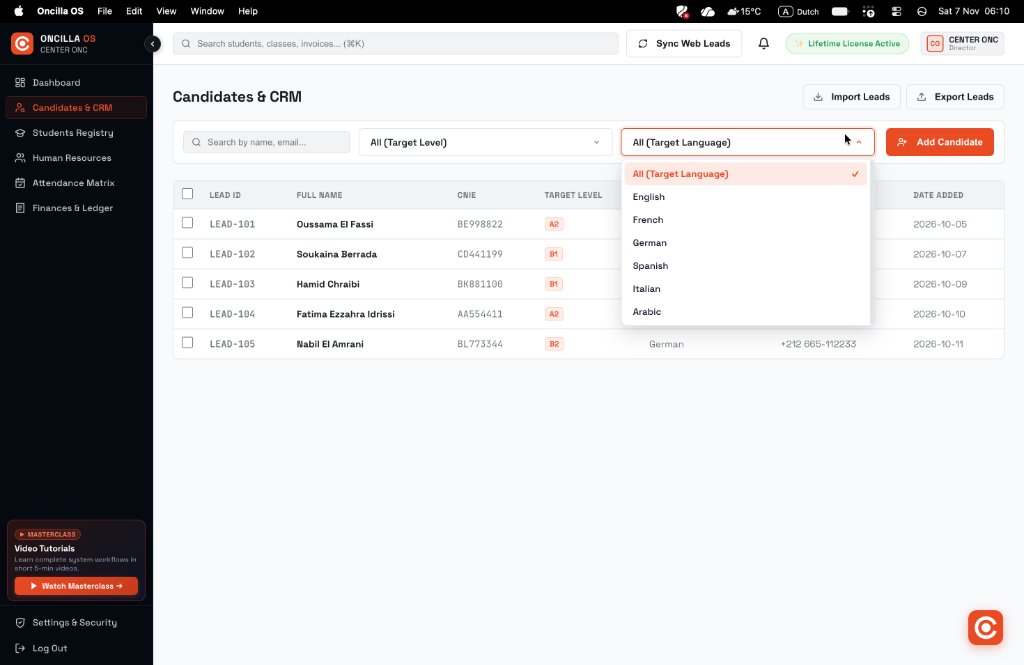 Oncilla OS File Edit View Window Help 15°C A Dutch Sat 7 Nov 06:10
ONCILLA OS
CENTER ONC
Search students, classes, invoices... (⌘K)
Sync Web Leads
Lifetime License Active
CO
CENTER ONC
Director
Dashboard
Candidates & CRM
Students Registry
Human Resources
Attendance Matrix
Finances & Ledger
Candidates & CRM
Import Leads
Export Leads
Search by name, email...
All (Target Level)
All (Target Language)
Add Candidate
All (Target Language)
English
French
German
Spanish
Italian
Arabic
LEAD ID FULL NAME CNIE TARGET LEVEL DATE ADDED
LEAD-101 Oussama El Fassi BE998822 A2 2026-10-05
LEAD-102 Soukaina Berrada CD441199 B1 2026-10-07
LEAD-103 Hamid Chraibi BK881100 B1 2026-10-09
LEAD-104 Fatima Ezzahra Idrissi AA554411 A2 2026-10-10
LEAD-105 Nabil El Amrani BL773344 B2 German +212 665-112233 2026-10-11
MASTERCLASS
Video Tutorials
Learn complete system workflows in
short 5-min videos.
Watch Masterclass →
Settings & Security
Log Out